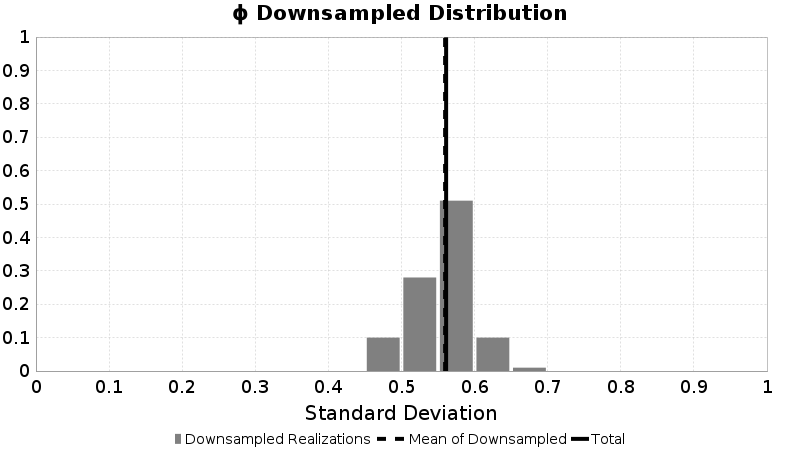 ϕ Downsampled Distribution
1
0.9
0.8
0.7
0.6
0.5
0.4
0.3
0.2
0.1
0
0 0.1 0.2 0.3 0.4 0.5 0.6 0.7 0.8 0.9 1
Standard Deviation
Downsampled Realizations Mean of Downsampled Total